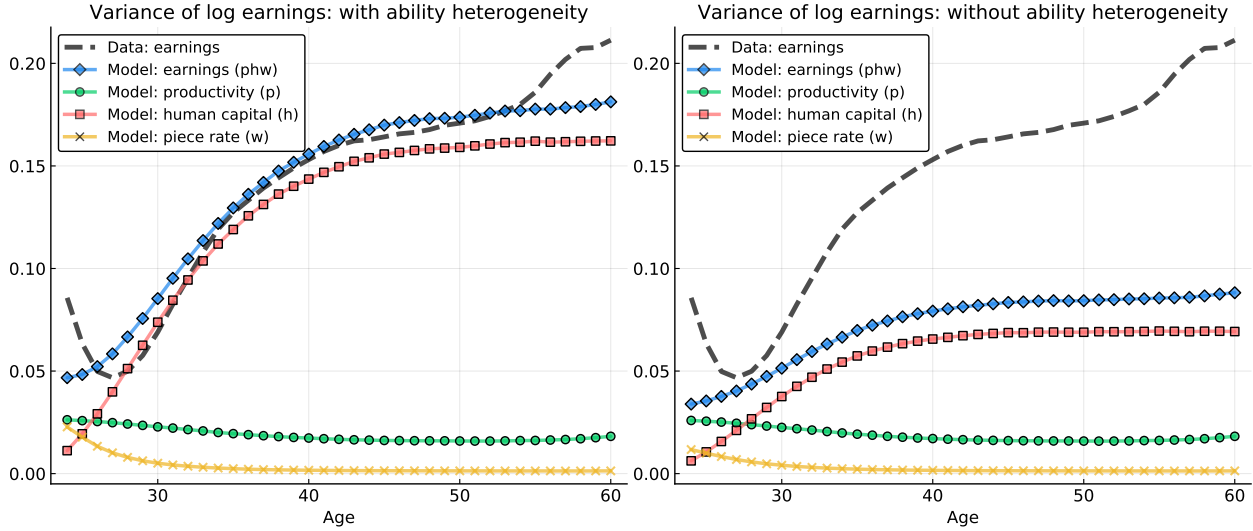 Variance of log earnings: with ability heterogeneity
Data: earnings
Model: earnings (phw)
Model: productivity (p)
Model: human capital (h)
Model: piece rate (w)
0.20
0.15
0.10
0.05
0.00
30
40
50
60
Age
Variance of log earnings: without ability heterogeneity
Data: earnings
Model: earnings (phw)
Model: productivity (p)
Model: human capital (h)
Model: piece rate (w)
0.20
0.15
0.10
0.05
0.00
30
40
50
60
Age